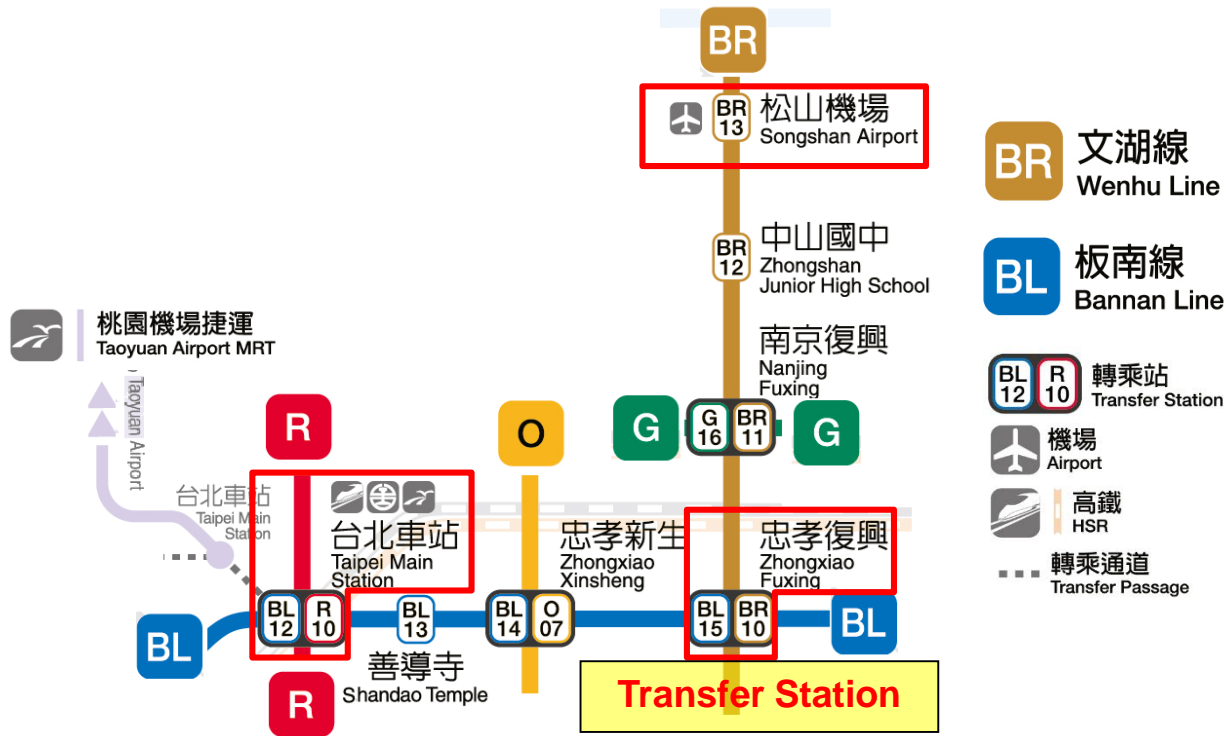 BR
BR
13
松山機場
Songshan Airport
BR
12
中山國中
Zhongshan
Junior High School
南京復興
Nanjing
Fuxing
G
G
16
BR
11
G
BR
文湖線
Wenhu Line
BL
板南線
Bannan Line
BL
12
R
10
轉乘站
Transfer Station
機場
Airport
高鐵
HSR
轉乘通道
Transfer Passage
桃園機場捷運
Taoyuan Airport MRT
Taoyuan Airport
台北車站
Taipei Main
Station
R
台北車站
Taipei Main
Station
O
忠孝新生
Zhongxiao
Xinsheng
忠孝復興
Zhongxiao
Fuxing
BL
BL
12
R
10
BL
13
BL
14
O
07
BL
15
BR
10
BL
善導寺
Shandao Temple
R
Transfer Station